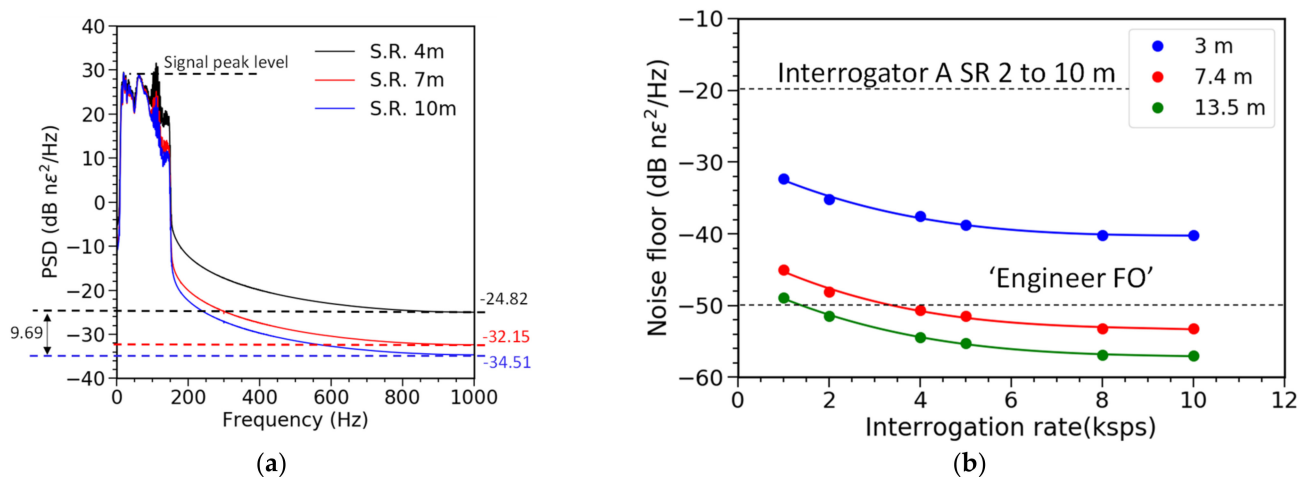 40
30
20
10
0
−10
−20
−30
−40
PSD (dB nε²/Hz)
Signal peak level
S.R. 4m
S.R. 7m
S.R. 10m
9.69
-24.82
-32.15
-34.51
0 200 400 600 800 1000
Frequency (Hz)
(a)
−10
−20
−30
−40
−50
−60
Noise floor (dB nε²/Hz)
3 m
7.4 m
13.5 m
Interrogator A SR 2 to 10 m
‘Engineer FO’
0 2 4 6 8 10 12
Interrogation rate(ksps)
(b)